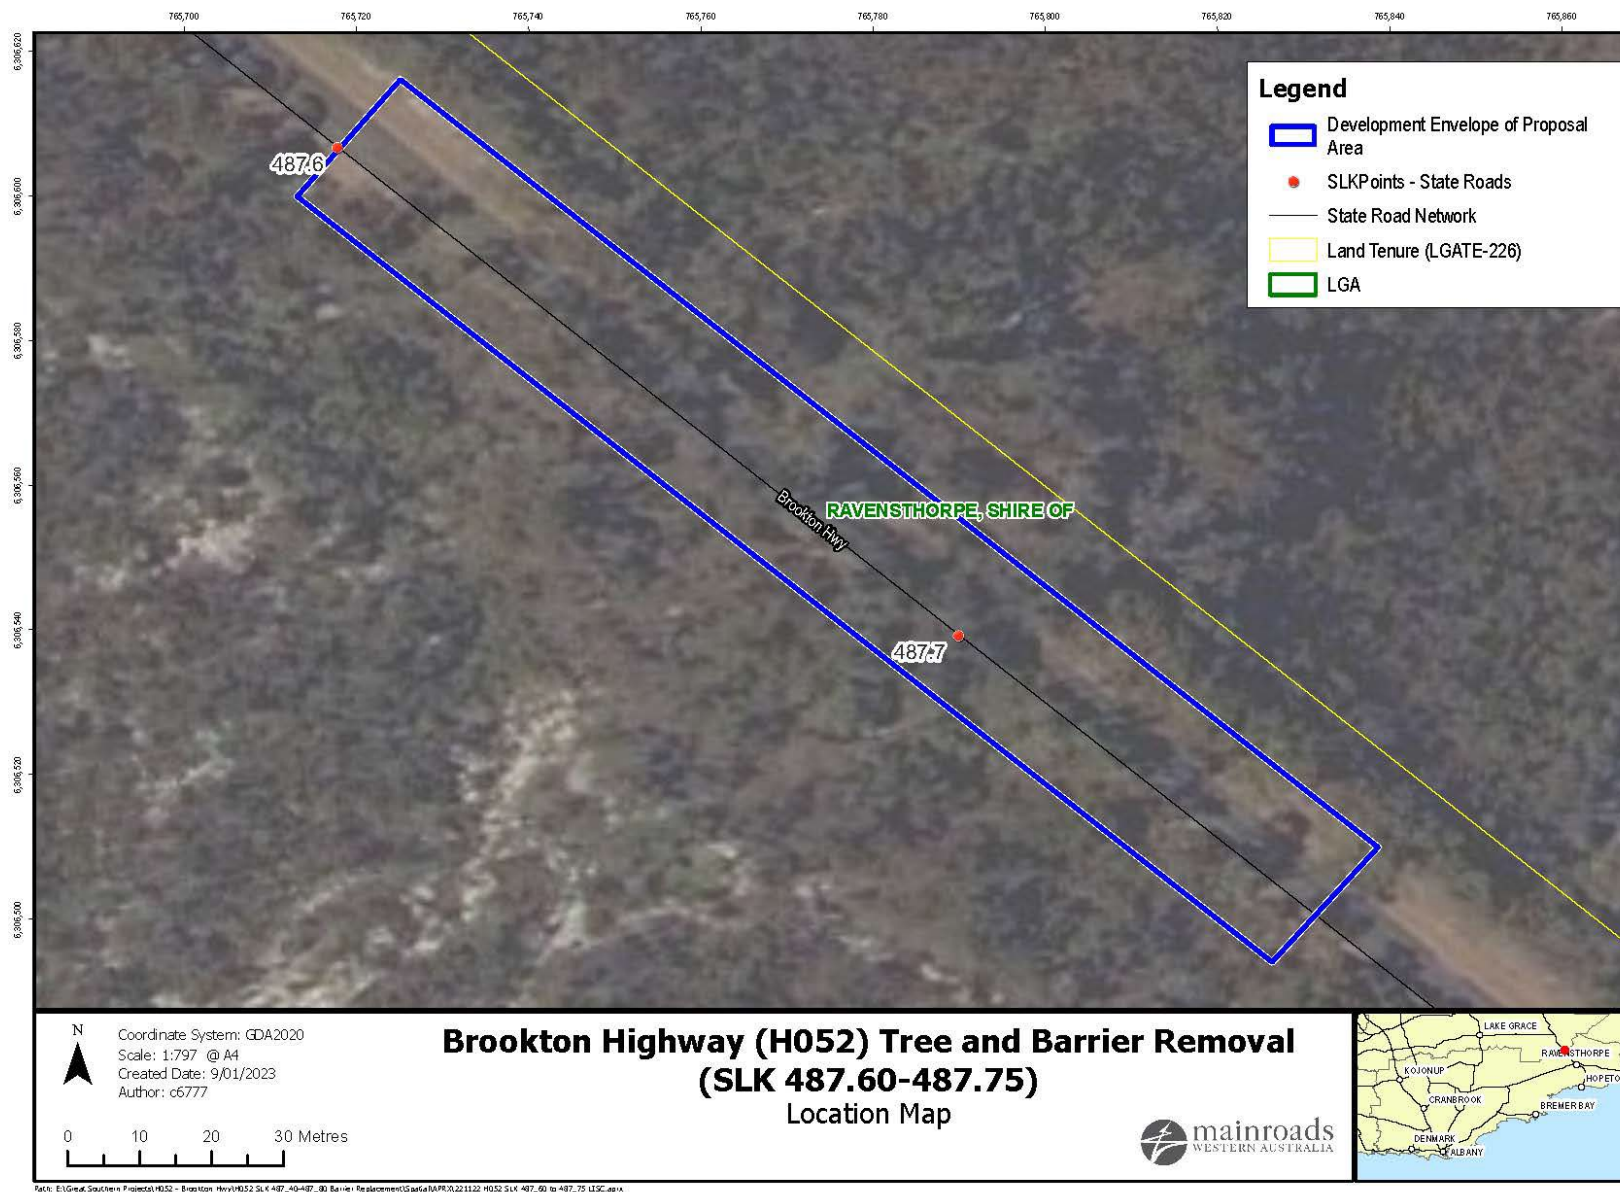 765,700
765,720
765,740
765,760
765,780
765,800
765,820
765,840
765,860
6,306,620
6,306,600
6,306,580
6,306,560
6,306,540
6,306,520
6,306,500
487.6
Brookton Hwy
RAVENSTHORPE, SHIRE OF
487.7
Legend
Development Envelope of Proposal
Area
SLKPoints - State Roads
State Road Network
Land Tenure (LGATE-226)
LGA
N
Coordinate System: GDA2020
Scale: 1:797 @ A4
Created Date: 9/01/2023
Author: c6777
0 10 20 30 Metres
Brookton Highway (H052) Tree and Barrier Removal
(SLK 487.60-487.75)
Location Map
mainroads
WESTERN AUSTRALIA
LAKE GRACE
RAVENSTHORPE
KOJONUP
HOPETO
CRANBROOK
BREMER BAY
DENMARK
ALBANY